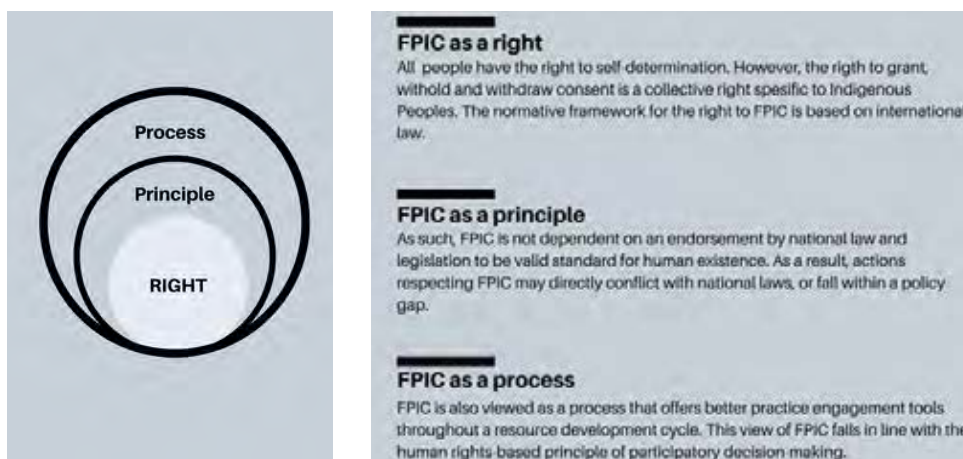 Process
Principle
RIGHT
FPIC as a right
All people have the right to self-determination. However, the rigth to grant,
withold and withdraw consent is a collective right spesific to Indigenous
Peoples. The normative framework for the right to FPIC is based on international
law.
FPIC as a principle
As such, FPIC is not dependent on an endorsement by national law and
legislation to be valid standard for human existence. As a result, actions
respecting FPIC may directly conflict with national laws, or fall within a policy
gap.
FPIC as a process
FPIC is also viewed as a process that offers better practice engagement tools
throughout a resource development cycle. This view of FPIC falls in line with the
human rights-based principle of participatory decision making.